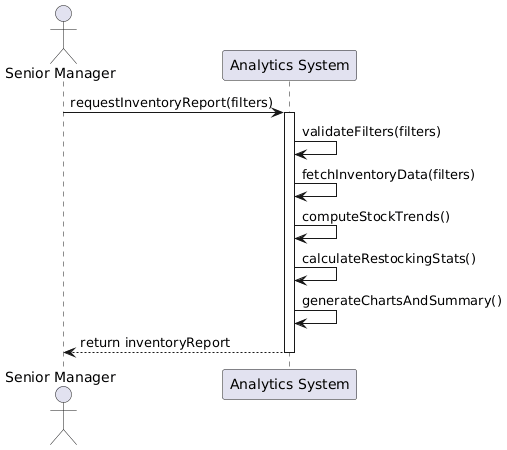 Senior Manager
Analytics System
requestInventoryReport(filters)
validateFilters(filters)
fetchInventoryData(filters)
computeStockTrends()
calculateRestockingStats()
generateChartsAndSummary()
return inventoryReport
Senior Manager
Analytics System